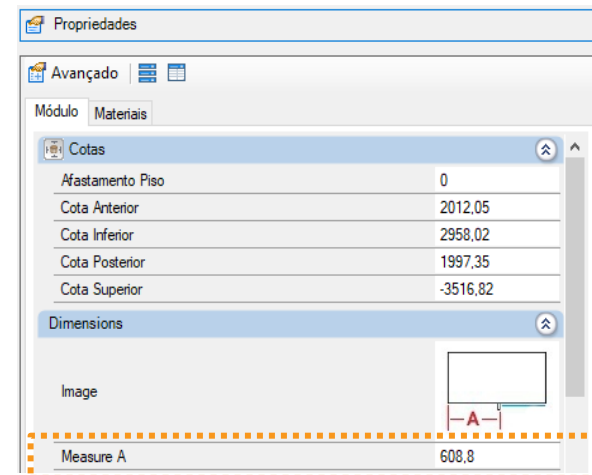 Propriedades
Avançado
Módulo Materiais
Cotas
Afastamento Piso 0
Cota Anterior 2012,05
Cota Inferior 2958,02
Cota Posterior 1997,35
Cota Superior -3516,82
Dimensions
Image
A
Measure A 608,8